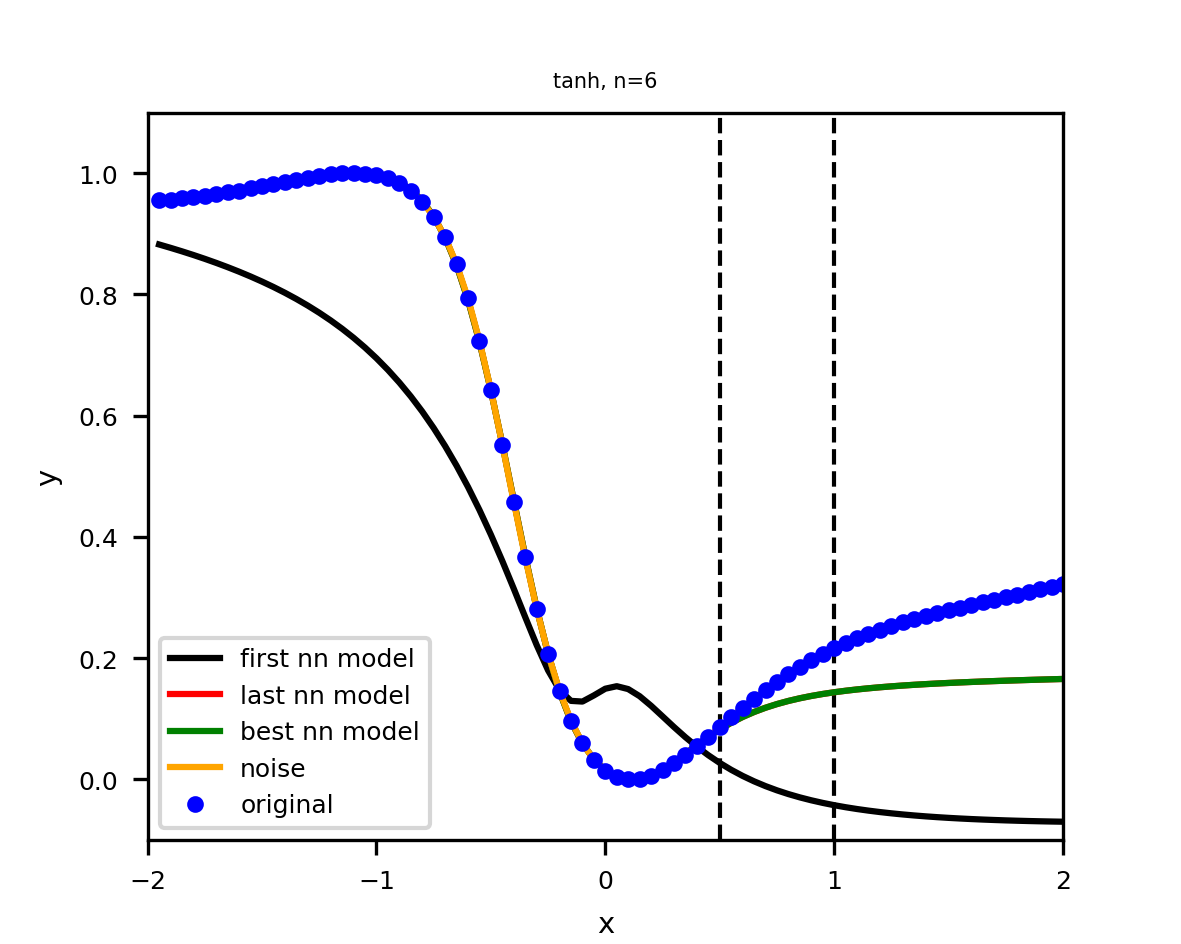 tanh, n=6
1.0
0.8
0.6
0.4
0.2
0.0
y
first nn model
last nn model
best nn model
noise
original
−2
−1
0
1
2
x